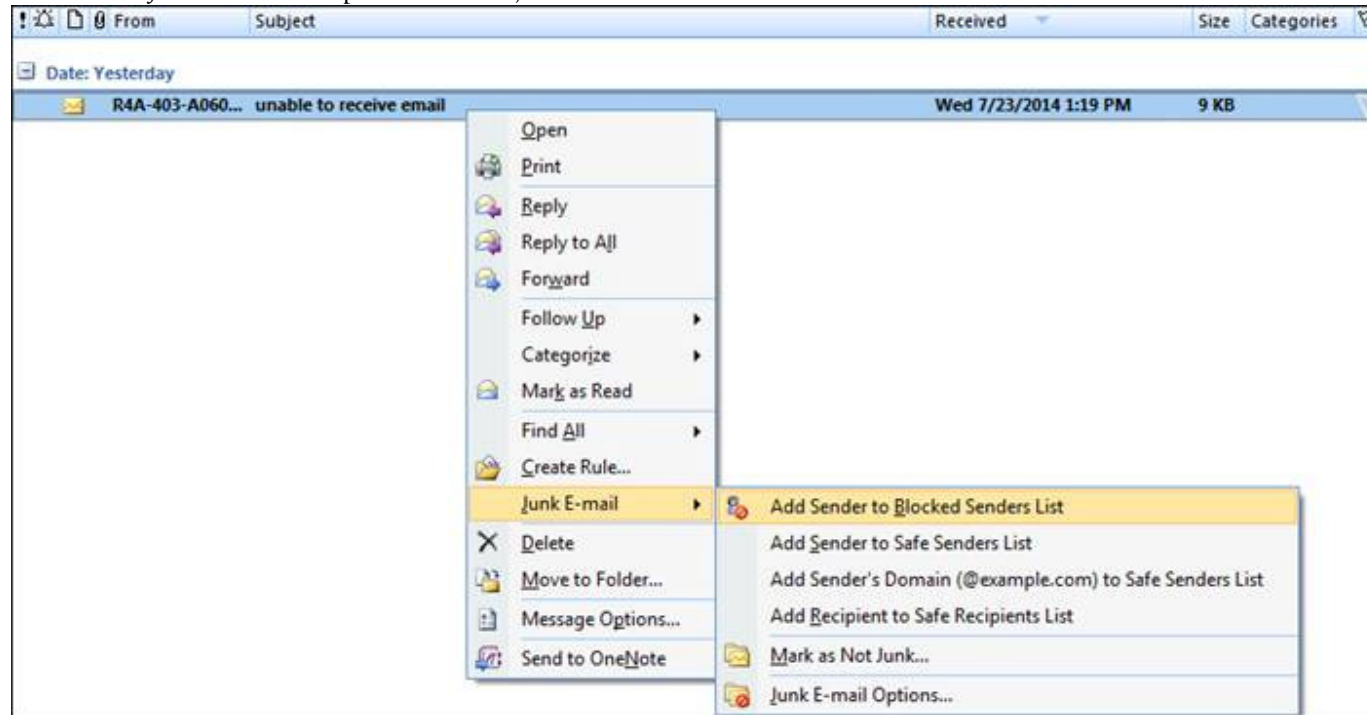 ! From Subject Received Size Categories
Date: Yesterday
R4A-403-A060... unable to receive email Wed 7/23/2014 1:19 PM 9 KB
Open
Print
Reply
Reply to All
Forward
Follow Up
Categorize
Mark as Read
Find All
Create Rule...
Junk E-mail
Delete
Move to Folder...
Message Options...
Send to OneNote
Add Sender to Blocked Senders List
Add Sender to Safe Senders List
Add Sender's Domain (@example.com) to Safe Senders List
Add Recipient to Safe Recipients List
Mark as Not Junk...
Junk E-mail Options...